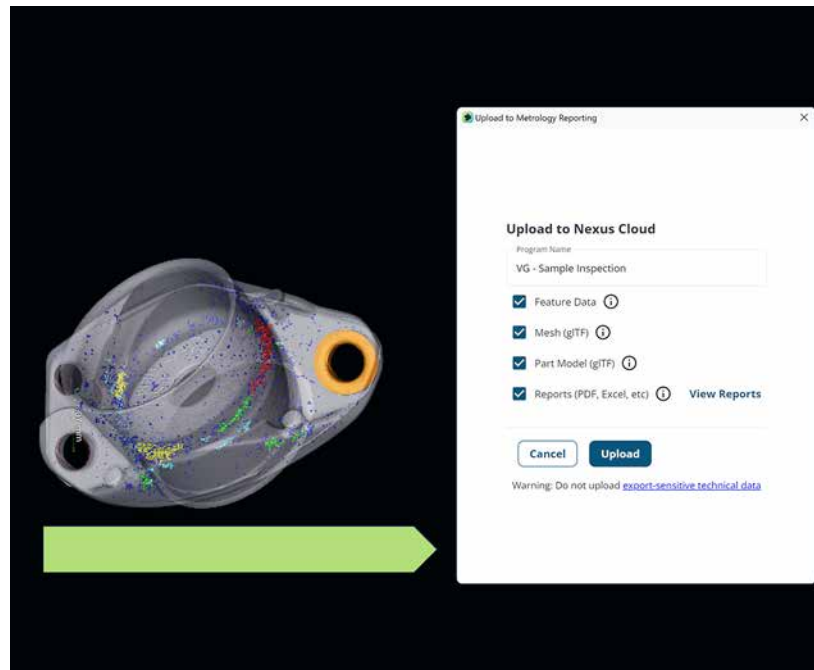 Upload to Metrology Reporting
Upload to Nexus Cloud
Program Name
VG - Sample Inspection
Feature Data
Mesh (glTF)
Part Model (glTF)
Reports (PDF, Excel, etc) View Reports
Cancel Upload
Warning: Do not upload export-sensitive technical data